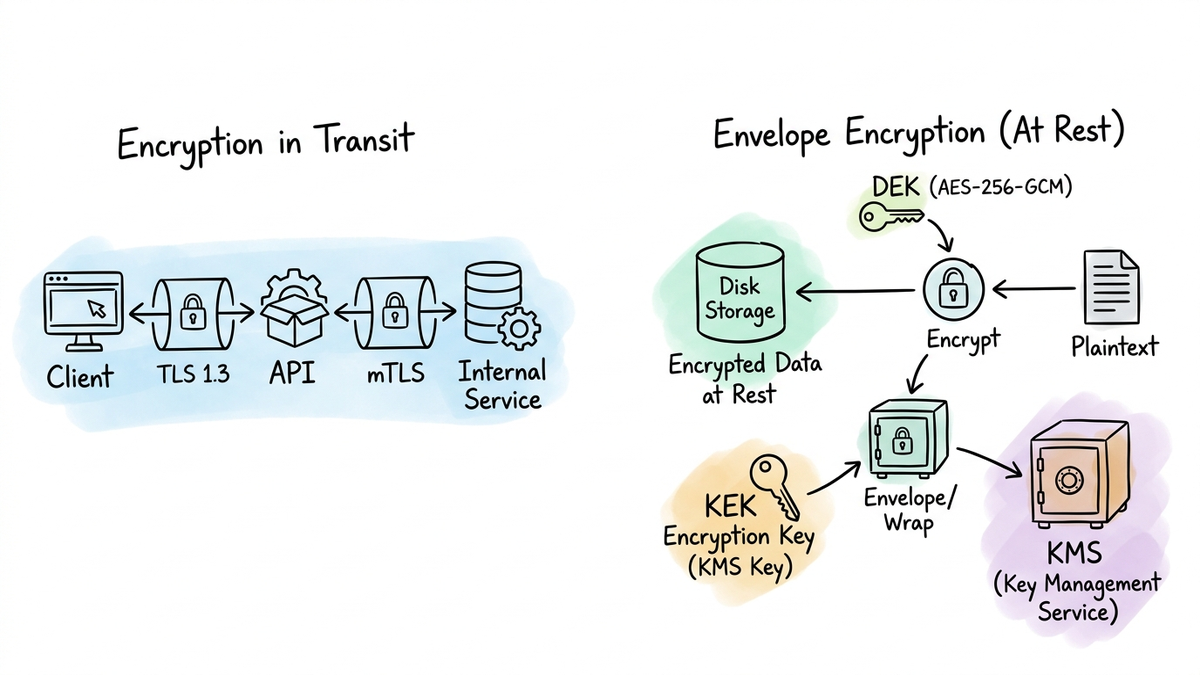 Encryption in Transit
Client
TLS 1.3
API
mTLS
Internal
Service
Envelope Encryption (At Rest)
DEK (AES-256-GCM)
Disk
Storage
Encrypted Data
at Rest
Encrypt
Plaintext
KEK
Encryption Key
(KMS Key)
Envelope/
Wrap
KMS
(Key Management
Service)